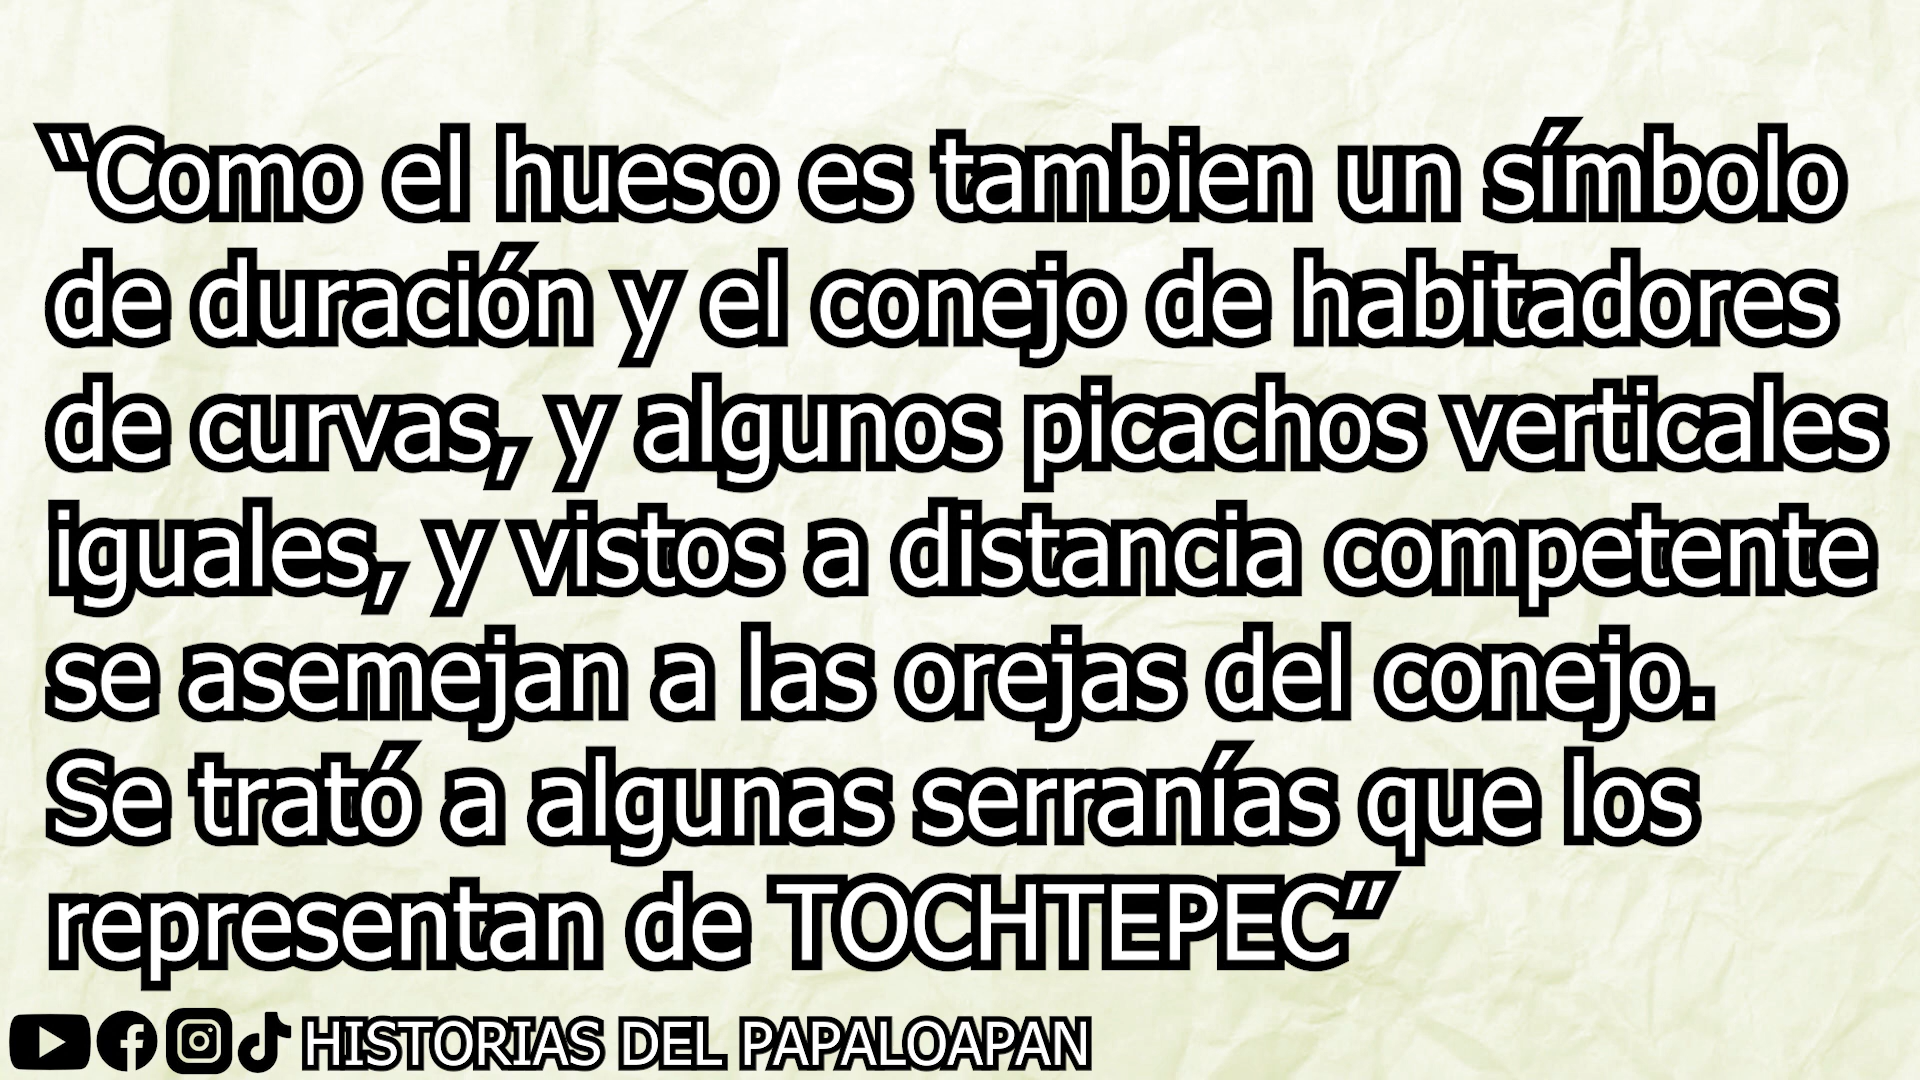 “Como el hueso es tambien un símbolo
de duración y el conejo de habitadores
de curvas, y algunos picachos verticales
iguales, y vistos a distancia competente
se asemejan a las orejas del conejo.
Se trató a algunas serranías que los
representan de TOCHTEPEC”
HISTORIAS DEL PAPALOAPAN